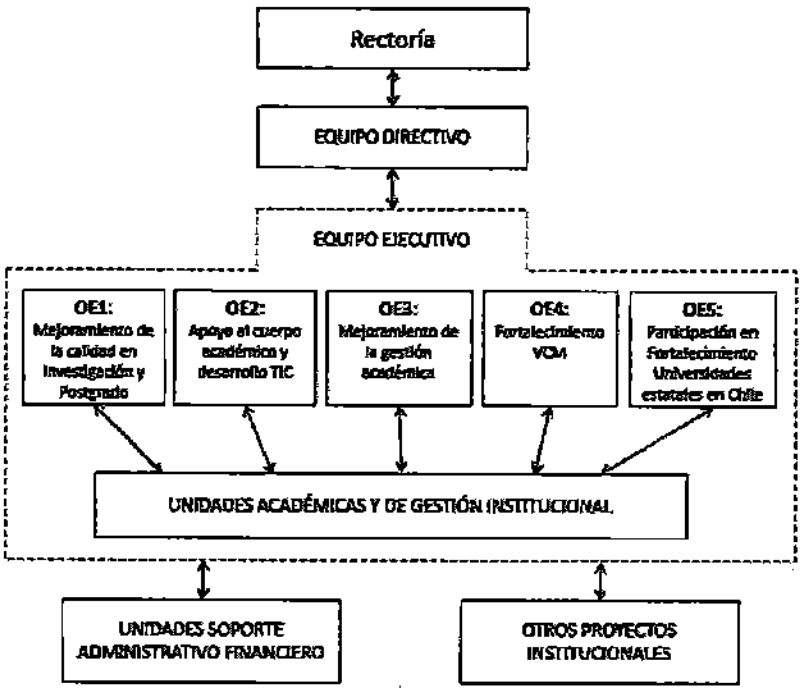 Rectoría
EQUIPO DIRECTIVO
EQUIPO EJECUTIVO
OE1:
Mejoramiento de
la calidad en
Investigación y
Postgrado
OE2:
Apoyo al cuerpo
académico y
desarrollo TIC
OE3:
Mejoramiento de
la gestión
académica
OE4:
Fortalecimiento
VCM
OE5:
Participación en
Fortalecimiento
Universidades
estatales en Chile
UNIDADES ACADÉMICAS Y DE GESTIÓN INSTITUCIONAL
UNIDADES SOPORTE
ADMINISTRATIVO FINANCIERO
OTROS PROYECTOS
INSTITUCIONALES